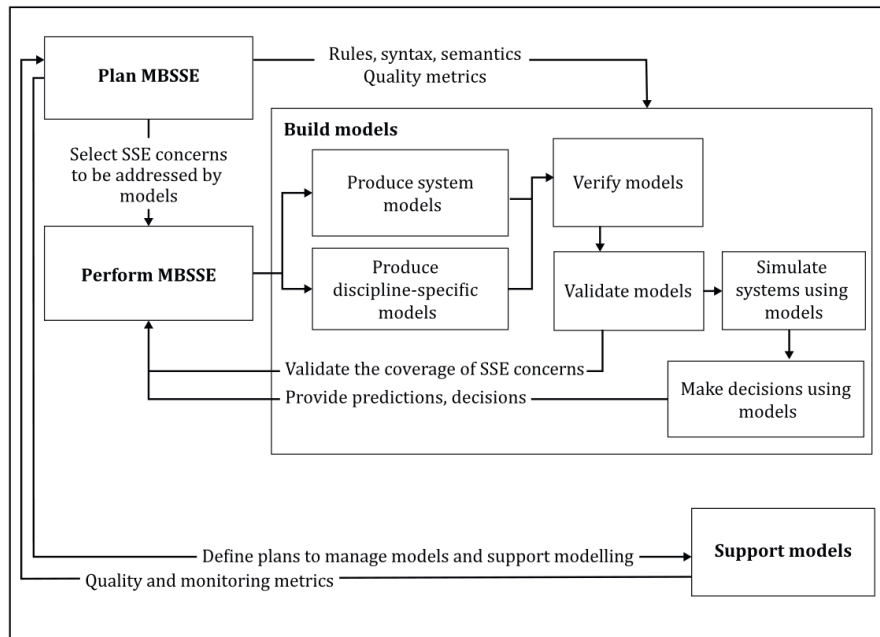 Plan MBSSE
Rules, syntax, semantics
Quality metrics
Select SSE concerns
to be addressed by
models
Build models
Produce system
models
Verify models
Perform MBSSE
Produce
discipline-specific
models
Validate models
Simulate
systems using
models
Validate the coverage of SSE concerns
Provide predictions, decisions
Make decisions using
models
Support models
Define plans to manage models and support modelling
Quality and monitoring metrics